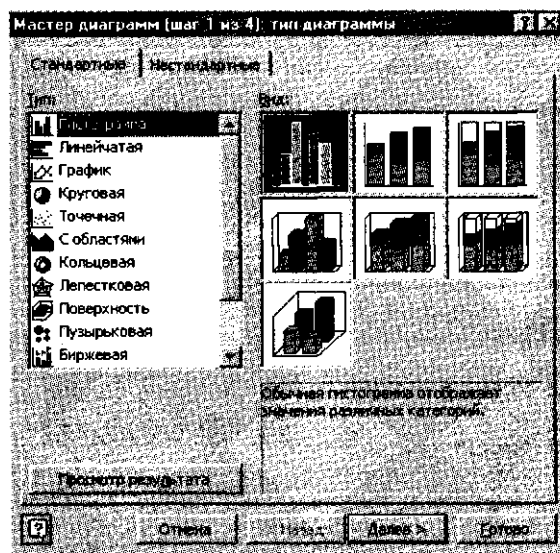 Мастер диаграмм (шаг 1 из 4): тип диаграммы
Стандартные Нестандартные
Тип: Вид:
Гистограмма
Линейчатая
График
Круговая
Точечная
С областями
Кольцевая
Лепестковая
Поверхность
Пузырьковая
Биржевая
Обычная гистограмма отображает
значения различных категорий.
Просмотр результата
Отмена Назад Далее > Готово